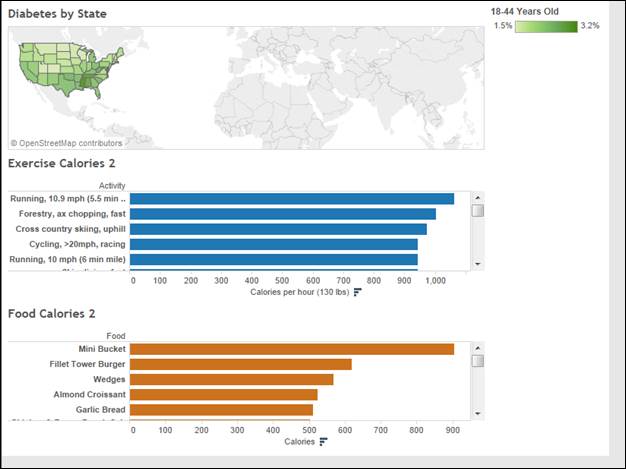 Diabetes by State
18-44 Years Old
1.5% 3.2%
© OpenStreetMap contributors
Exercise Calories 2
Activity
Running, 10.9 mph (5.5 min ..
Forestry, ax chopping, fast
Cross country skiing, uphill
Cycling, >20mph, racing
Running, 10 mph (6 min mile)
0 100 200 300 400 500 600 700 800 900 1,000
Calories per hour (130 lbs)
Food Calories 2
Food
Mini Bucket
Fillet Tower Burger
Wedges
Almond Croissant
Garlic Bread
0 100 200 300 400 500 600 700 800 900
Calories